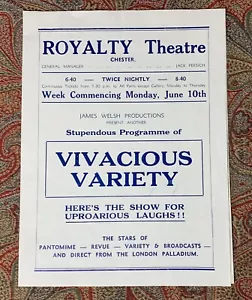 ROYALTY Theatre
CHESTER.
GENERAL MANAGER JACK PERSICH
6-40 — TWICE NIGHTLY — 8-40
Week Commencing Monday, June 10th
JAMES WELSH PRODUCTIONS
PRESENT ANOTHER
Stupendous Programme of
VIVACIOUS
VARIETY
HERE'S THE SHOW FOR
UPROARIOUS LAUGHS!!
THE STARS OF
PANTOMIME — REVUE — VARIETY & BROADCASTS —
AND DIRECT FROM THE LONDON PALLADIUM.